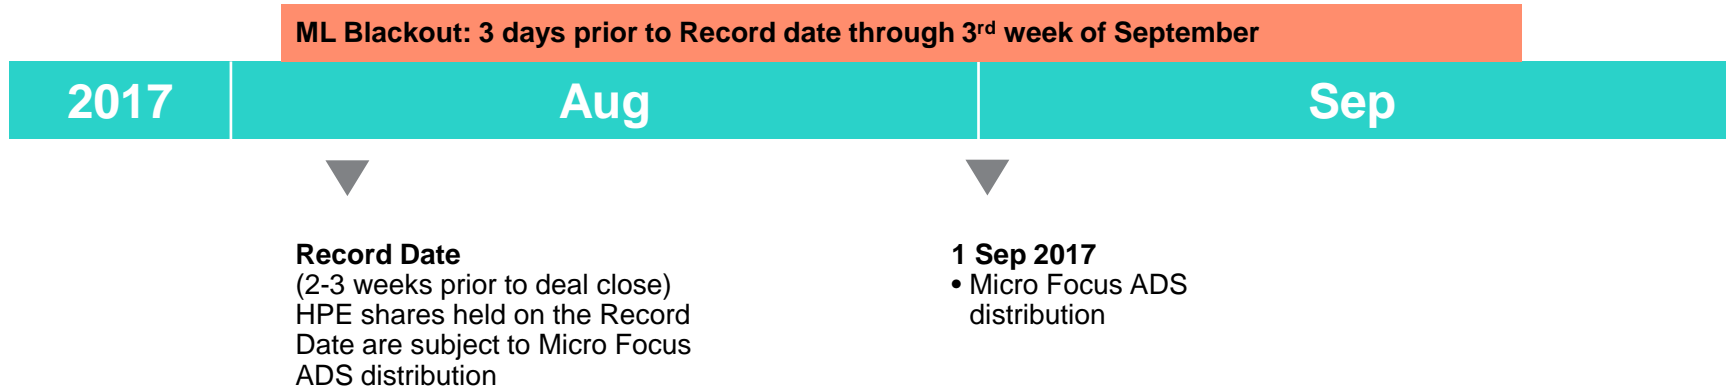 ML Blackout: 3 days prior to Record date through 3rd week of September
2017 Aug Sep
Record Date
(2-3 weeks prior to deal close)
HPE shares held on the Record
Date are subject to Micro Focus
ADS distribution
1 Sep 2017
• Micro Focus ADS
distribution